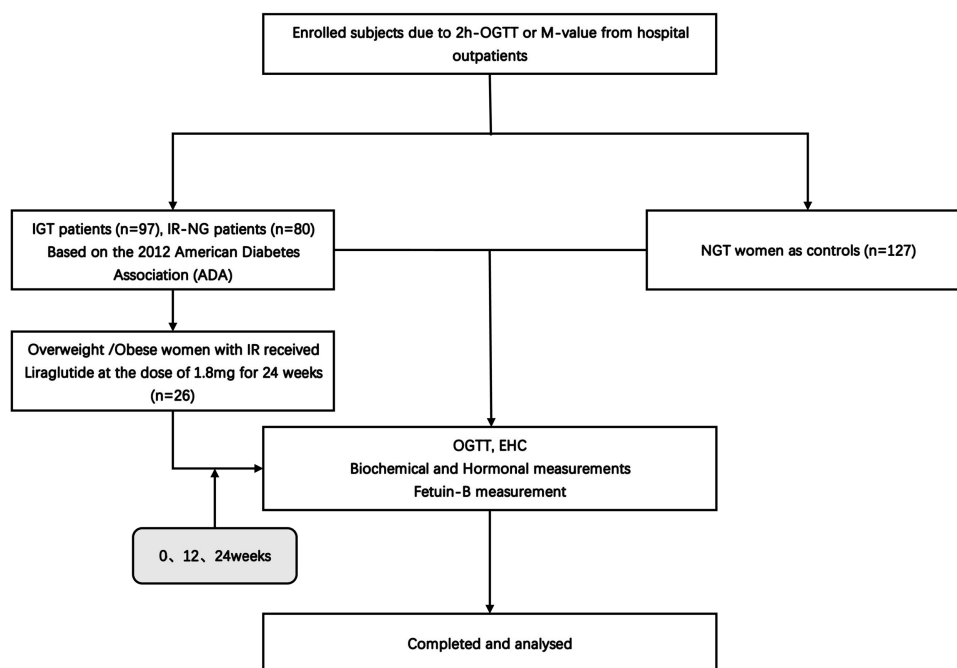 Enrolled subjects due to 2h-OGTT or M-value from hospital
outpatients
IGT patients (n=97), IR-NG patients (n=80)
Based on the 2012 American Diabetes
Association (ADA)
NGT women as controls (n=127)
Overweight /Obese women with IR received
Liraglutide at the dose of 1.8mg for 24 weeks
(n=26)
OGTT, EHC
Biochemical and Hormonal measurements
Fetuin-B measurement
0、12、24weeks
Completed and analysed